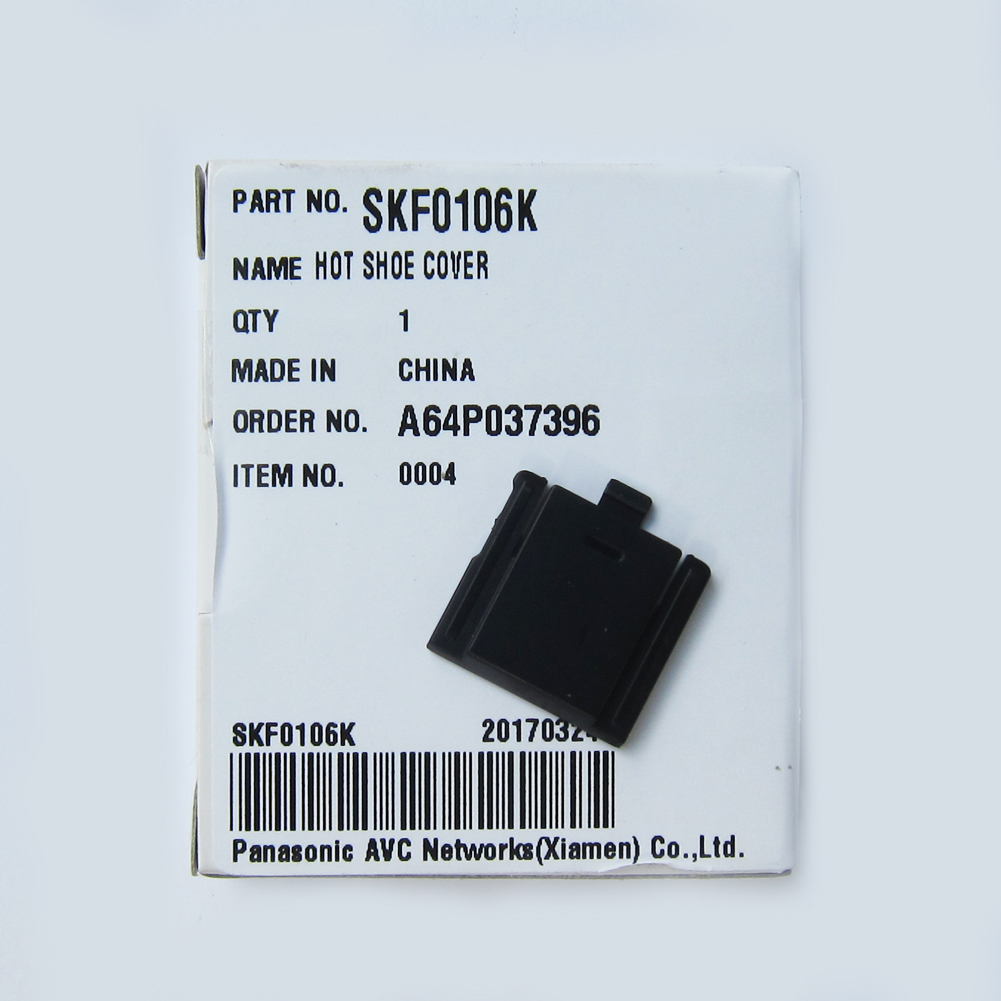 PART NO. SKF0106K
NAME HOT SHOE COVER
QTY 1
MADE IN CHINA
ORDER NO. A64P037396
ITEM NO. 0004
SKF0106K 20170324
Panasonic AVC Networks(Xiamen) Co.,Ltd.